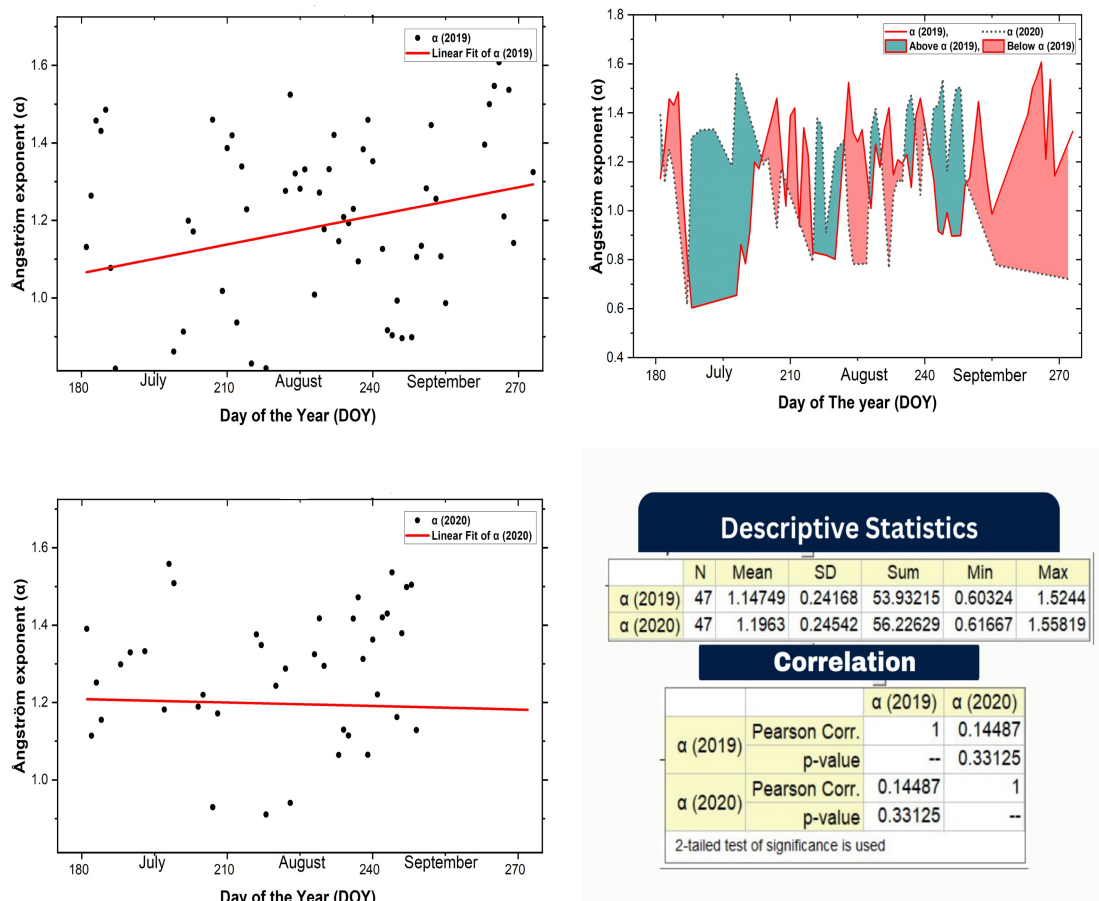 α (2019)
Linear Fit of α (2019)
Ångström exponent (α)
1.6
1.4
1.2
1.0
180
July
210
August
240
September
270
Day of the Year (DOY)
α (2019),
α (2020)
Above α (2019),
Below α (2019)
Ångström exponent (α)
1.8
1.6
1.4
1.2
1.0
0.8
0.6
0.4
180
July
210
August
240
September
270
Day of The year (DOY)
α (2020)
Linear Fit of α (2020)
Ångström exponent (α)
1.6
1.4
1.2
1.0
180
July
210
August
240
September
270
Day of the Year (DOY)
Descriptive Statistics
N Mean SD Sum Min Max
α (2019) 47 1.14749 0.24168 53.93215 0.60324 1.5244
α (2020) 47 1.1963 0.24542 56.22629 0.61667 1.55819
Correlation
α (2019) α (2020)
α (2019) Pearson Corr. 1 0.14487
p-value -- 0.33125
α (2020) Pearson Corr. 0.14487 1
p-value 0.33125 --
2-tailed test of significance is used